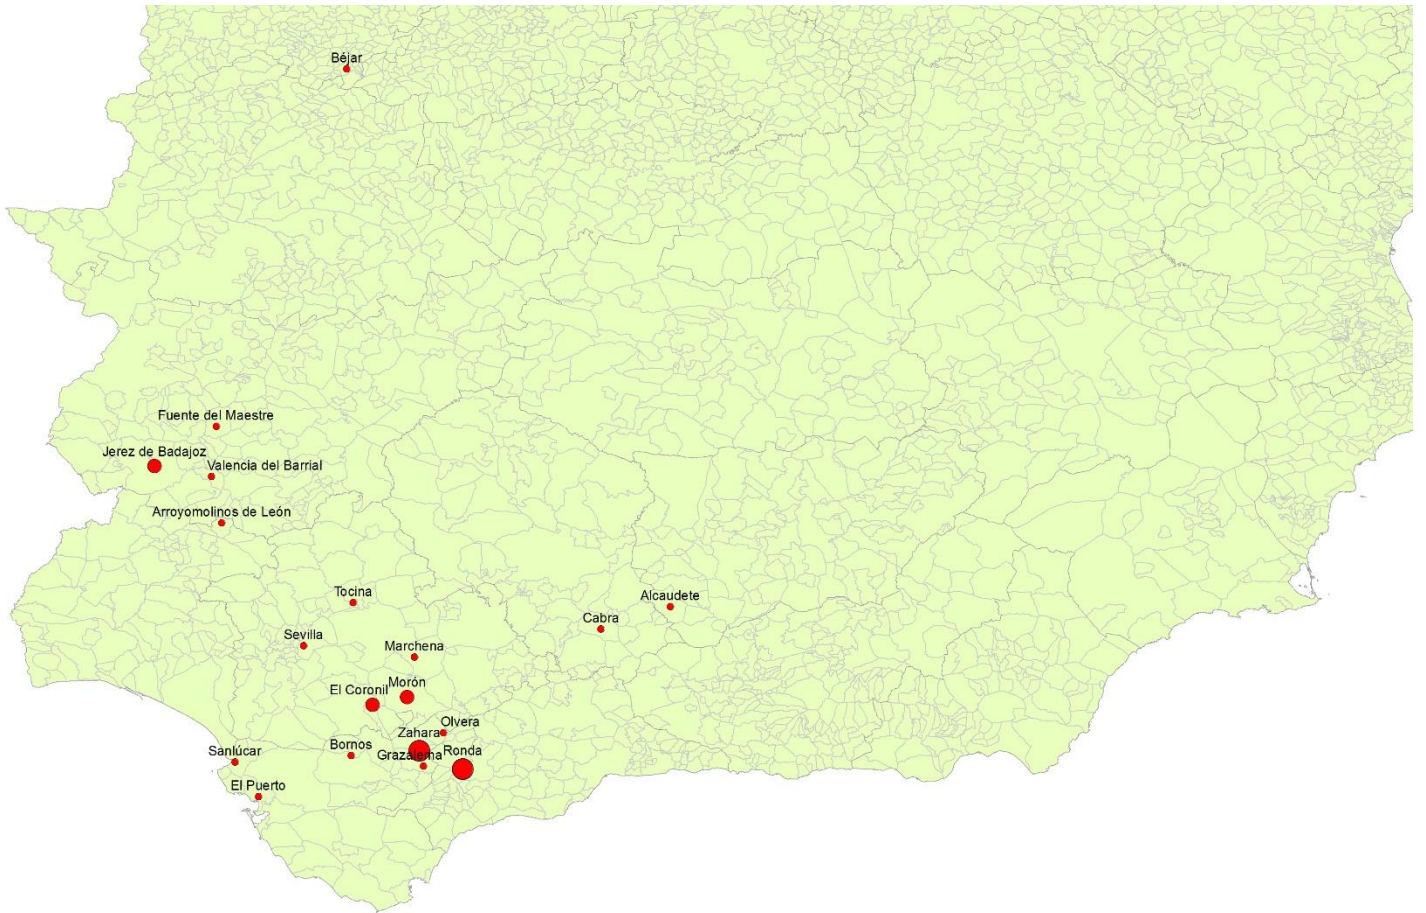 Béjar
Fuente del Maestre
Jerez de Badajoz
Valencia del Barrial
Arroyomolinos de León
Tocina
Alcaudete
Cabra
Sevilla
Marchena
Morón
El Coronil
Olvera
Zahara
Bornos
Sanlúcar
Grazalema
Ronda
El Puerto